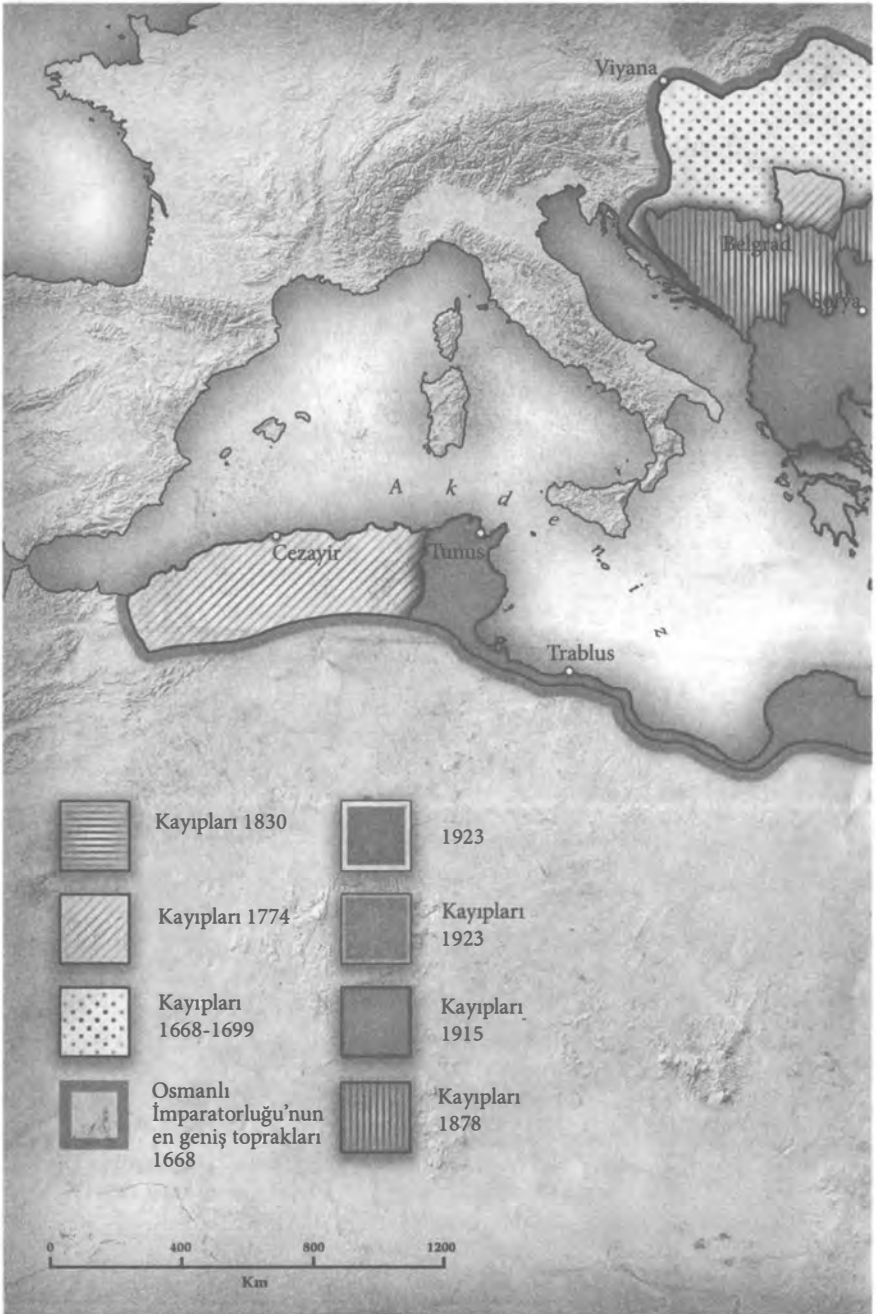 Viyana
Belgrad
Sofya
A k d e n i z
Cezayir
Tunus
Trablus
Kayıpları 1830
Kayıpları 1774
Kayıpları
1668-1699
Osmanlı
İmparatorluğu'nun
en geniş toprakları
1668
1923
Kayıpları
1923
Kayıpları
1915
Kayıpları
1878
0 400 800 1200
Km